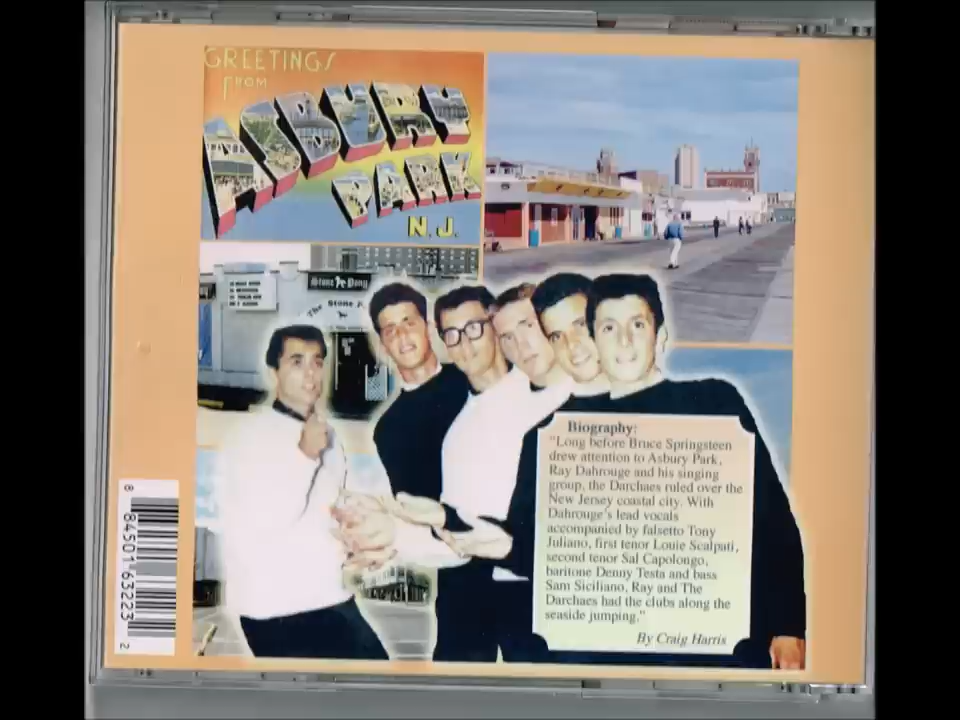 GREETINGS
FROM
ASBURY
PARK
N.J.
Stone Pony
The Stone
Biography:
"Long before Bruce Springsteen
drew attention to Asbury Park,
Ray Dahrouge and his singing
group, the Darchaes ruled over the
New Jersey coastal city. With
Dahrouge's lead vocals
accompanied by falsetto Tony
Juliano, first tenor Louie Scalpati,
second tenor Sal Capolongo,
baritone Denny Testa and bass
Sam Siciliano, Ray and The
Darchaes had the clubs along the
seaside jumping."
By Craig Harris
8 84501 63223 2